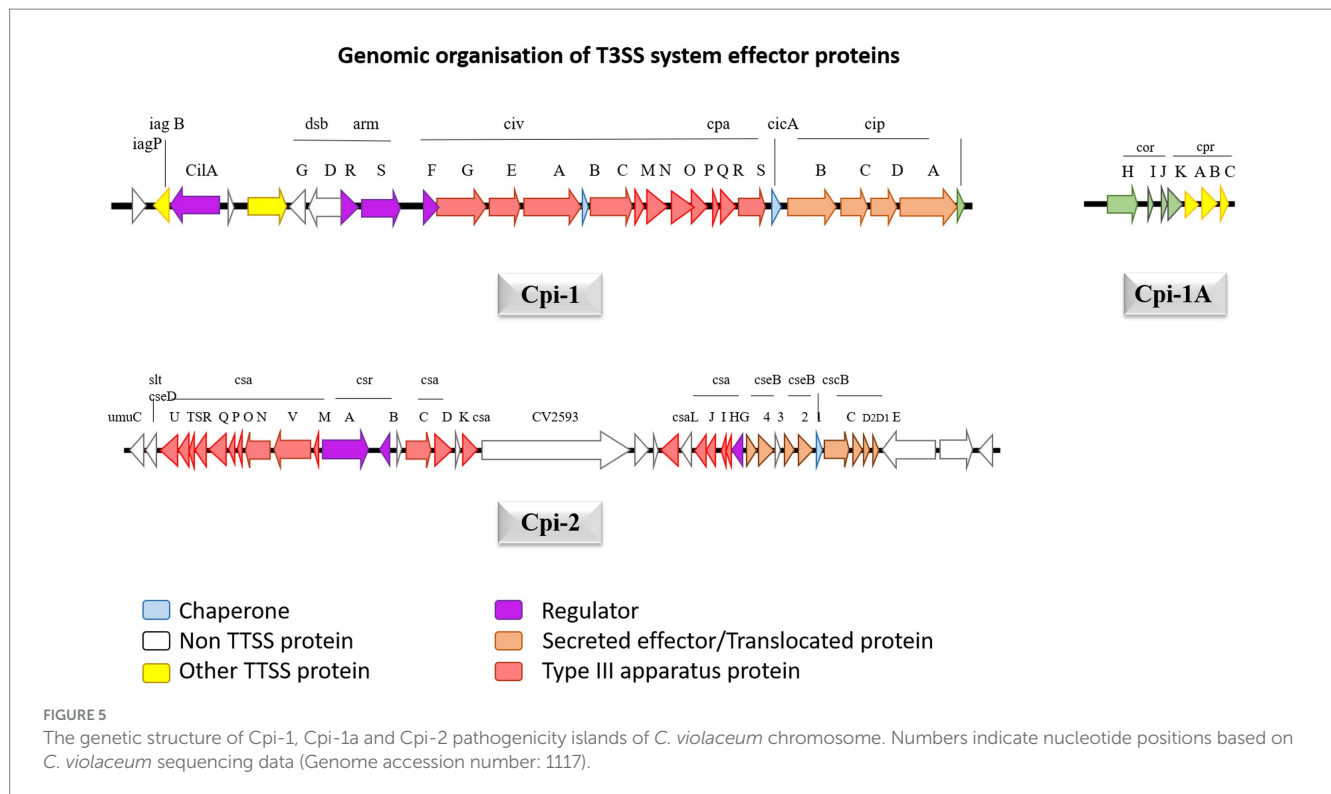 Genomic organisation of T3SS system effector proteins
iag B dsb arm civ cpa cicA cip
iagP
CilA G D R S F G E A B C M N O P Q R S B C D A
cor cpr
H I J K A B C
Cpi-1
Cpi-1A
slt
cseD csa csr csa csa cseB cseB cscB
umuC U T S R Q P O N V M A B C D K csa CV2593 csaL J I H G 4 3 2 1 C D2 D1 E
Cpi-2
Chaperone
Non TTSS protein
Other TTSS protein
Regulator
Secreted effector/Translocated protein
Type III apparatus protein
FIGURE 5
The genetic structure of Cpi-1, Cpi-1a and Cpi-2 pathogenicity islands of C. violaceum chromosome. Numbers indicate nucleotide positions based on
C. violaceum sequencing data (Genome accession number: 1117).